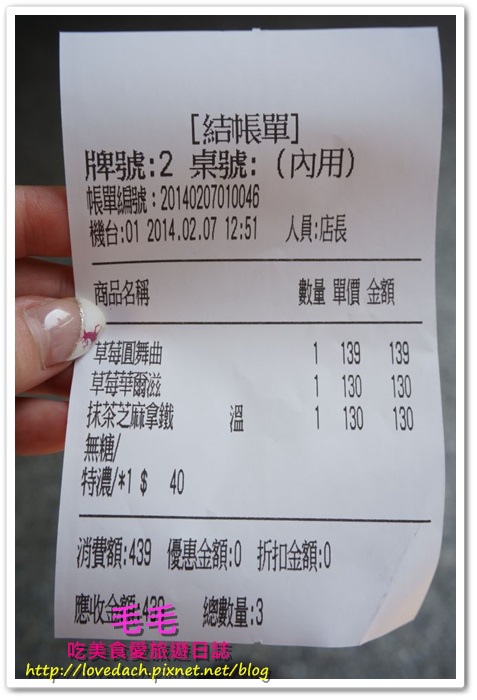 [結帳單]
牌號:2 桌號: (內用)
帳單編號：20140207010046
機台:01 2014.02.07 12:51 人員:店長
商品名稱 數量 單價 金額
草莓圓舞曲 1 139 139
草莓華爾滋 1 130 130
抹茶芝麻拿鐵 溫 1 130 130
無糖/
特濃/*1 $ 40
消費額:439 優惠金額:0 折扣金額:0
應收金額:439 總數量:3
毛毛
吃美食愛旅遊日誌
http://lovedach.pixnet.net/blog